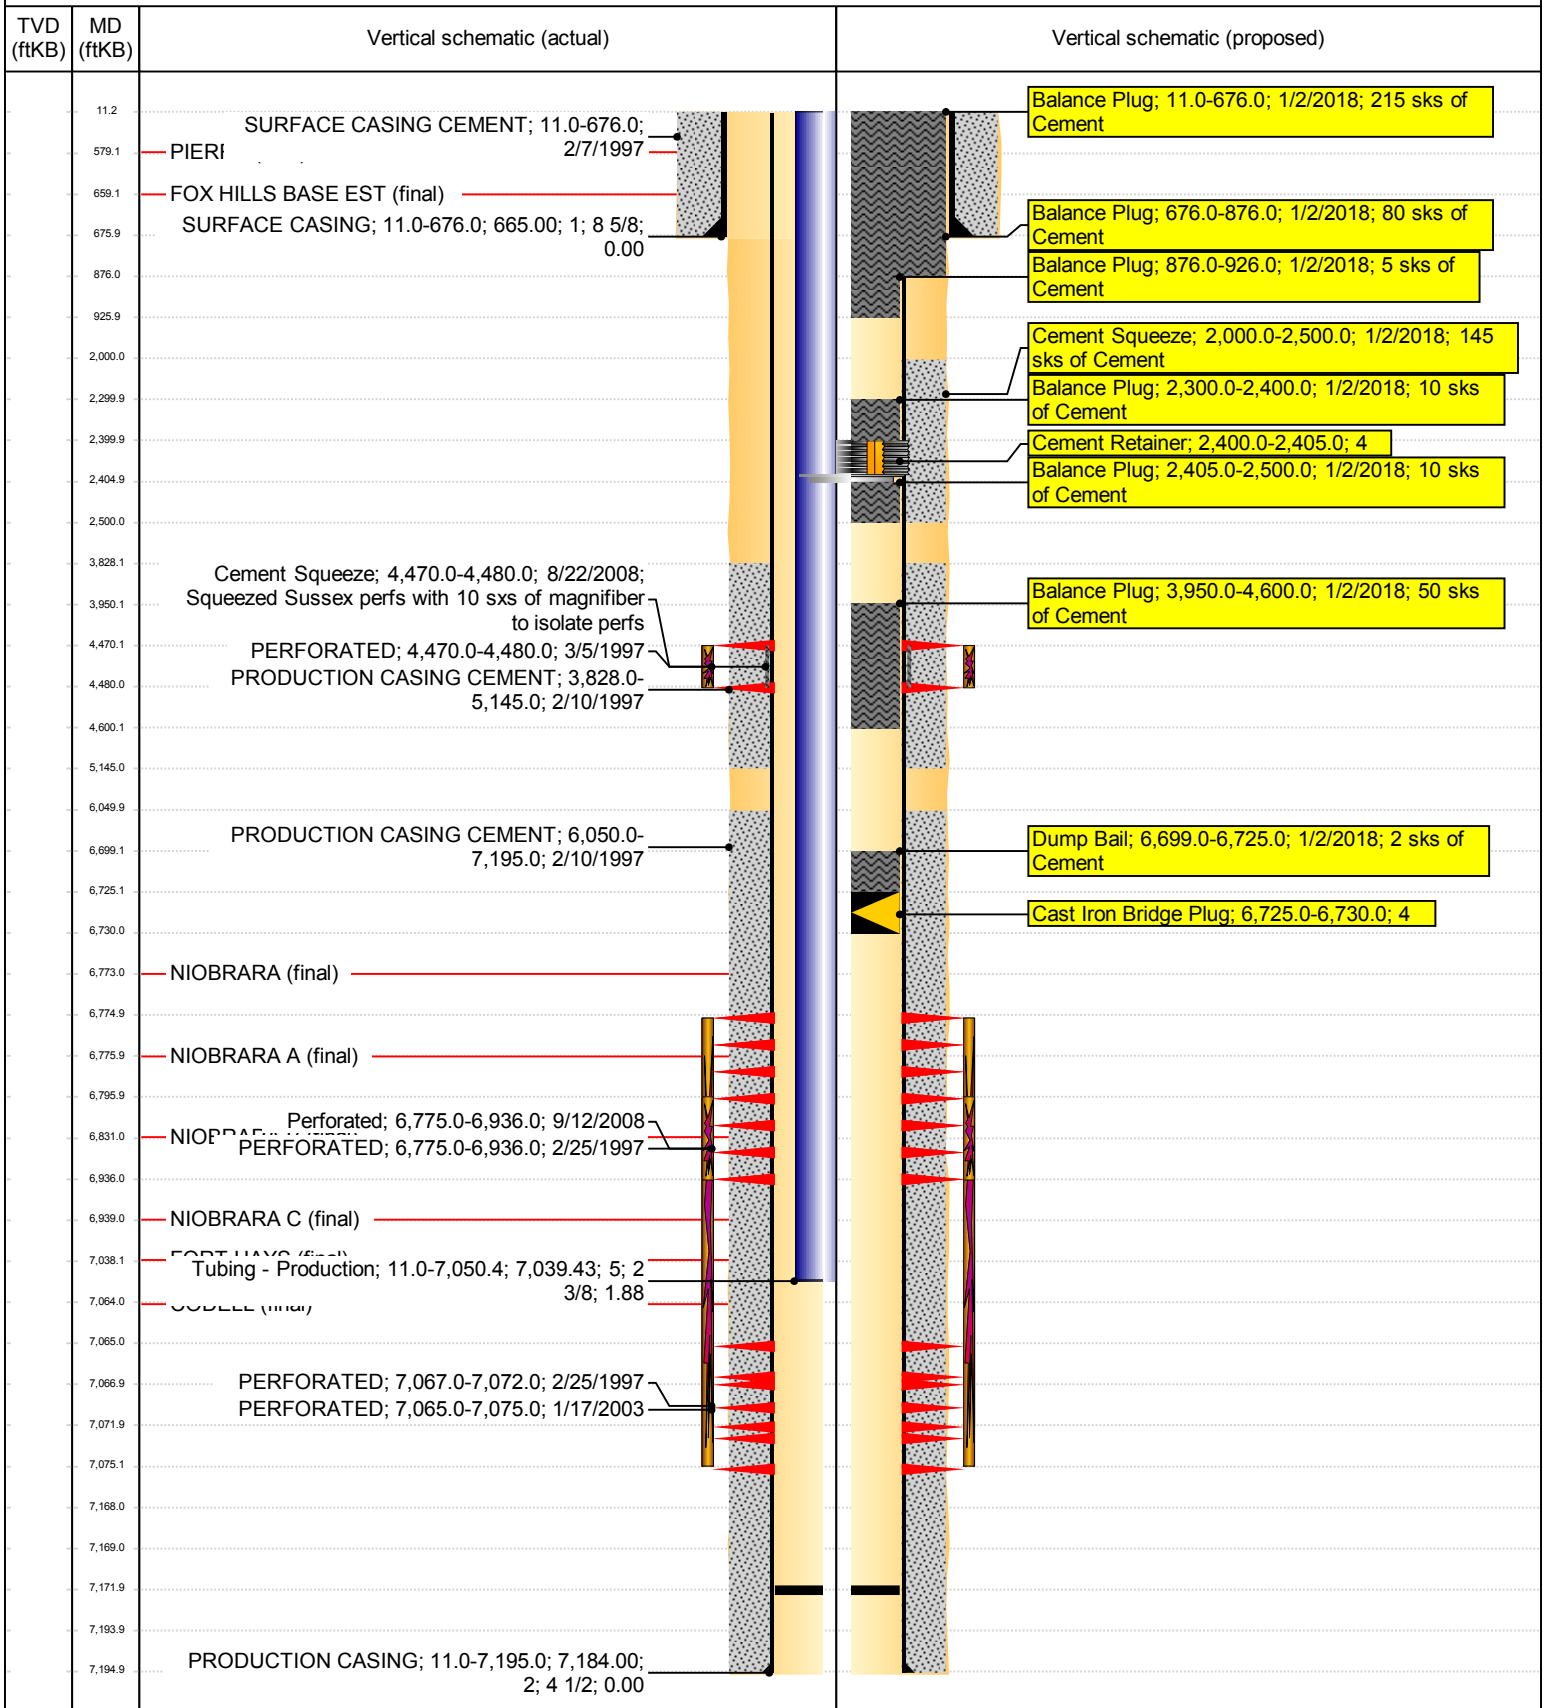 TVD (ftKB)
MD (ftKB)
Vertical schematic (actual)
Vertical schematic (proposed)
11.2
579.1
659.1
675.9
876.0
925.9
2,000.0
2,299.9
2,399.9
2,404.9
2,500.0
3,828.1
3,950.1
4,470.1
4,480.0
4,600.1
5,145.0
6,049.9
6,699.1
6,725.1
6,730.0
6,773.0
6,774.9
6,775.9
6,795.9
6,831.0
6,936.0
6,939.0
7,038.1
7,064.0
7,065.0
7,066.9
7,071.9
7,075.1
7,168.0
7,169.0
7,171.9
7,193.9
7,194.9
SURFACE CASING CEMENT; 11.0-676.0;
2/7/1997
FOX HILLS BASE EST (final)
SURFACE CASING; 11.0-676.0; 665.00; 1; 8 5/8;
0.00
Cement Squeeze; 4,470.0-4,480.0; 8/22/2008;
Squeezed Sussex perfs with 10 sxs of magnifiber
to isolate perfs
PERFORATED; 4,470.0-4,480.0; 3/5/1997
PRODUCTION CASING CEMENT; 3,828.0-
5,145.0; 2/10/1997
PRODUCTION CASING CEMENT; 6,050.0-
7,195.0; 2/10/1997
NIOBRARA (final)
NIOBRARA A (final)
Perforated; 6,775.0-6,936.0; 9/12/2008
PERFORATED; 6,775.0-6,936.0; 2/25/1997
NIOBRARA C (final)
FORT HAYS (final)
Tubing - Production; 11.0-7,050.4; 7,039.43; 5; 2
3/8; 1.88
CODELL (final)
PERFORATED; 7,067.0-7,072.0; 2/25/1997
PERFORATED; 7,065.0-7,075.0; 1/17/2003
PRODUCTION CASING; 11.0-7,195.0; 7,184.00;
2; 4 1/2; 0.00
Balance Plug; 11.0-676.0; 1/2/2018; 215 sks of
Cement
Balance Plug; 676.0-876.0; 1/2/2018; 80 sks of
Cement
Balance Plug; 876.0-926.0; 1/2/2018; 5 sks of
Cement
Cement Squeeze; 2,000.0-2,500.0; 1/2/2018; 145
sks of Cement
Balance Plug; 2,300.0-2,400.0; 1/2/2018; 10 sks
of Cement
Cement Retainer; 2,400.0-2,405.0; 4
Balance Plug; 2,405.0-2,500.0; 1/2/2018; 10 sks
of Cement
Balance Plug; 3,950.0-4,600.0; 1/2/2018; 50 sks
of Cement
Dump Bail; 6,699.0-6,725.0; 1/2/2018; 2 sks of
Cement
Cast Iron Bridge Plug; 6,725.0-6,730.0; 4